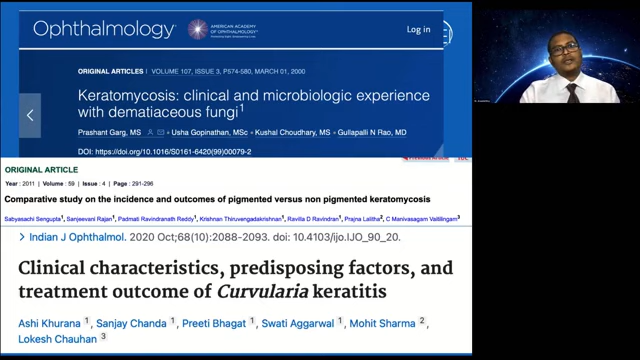 Ophthalmology
AMERICAN ACADEMY
OF OPHTHALMOLOGY
Log in
ORIGINAL ARTICLES | VOLUME 107, ISSUE 3, P574-580, MARCH 01, 2000
Keratomycosis: clinical and microbiologic experience
with dematiaceous fungi1
Prashant Garg, MS • Usha Gopinathan, MSc • Kushal Choudhary, MS • Gullapalli N Rao, MD
DOI: https://doi.org/10.1016/S0161-6420(99)00079-2
ORIGINAL ARTICLE
Year : 2011 | Volume : 59 | Issue : 4 | Page : 291-296
Comparative study on the incidence and outcomes of pigmented versus non pigmented keratomycosis
Sabyasachi Sengupta1, Sanjeevani Rajan1, Padmati Ravindranath Reddy1, Krishnan Thiruvengadakrishnan1, Ravilla D Ravindran1, Prajna Lalitha2, C Manivasagam Vaitilingam3
> Indian J Ophthalmol. 2020 Oct;68(10):2088-2093. doi: 10.4103/ijo.IJO_90_20.
Clinical characteristics, predisposing factors, and
treatment outcome of Curvularia keratitis
Ashi Khurana 1, Sanjay Chanda 1, Preeti Bhagat 1, Swati Aggarwal 1, Mohit Sharma 2,
Lokesh Chauhan 3